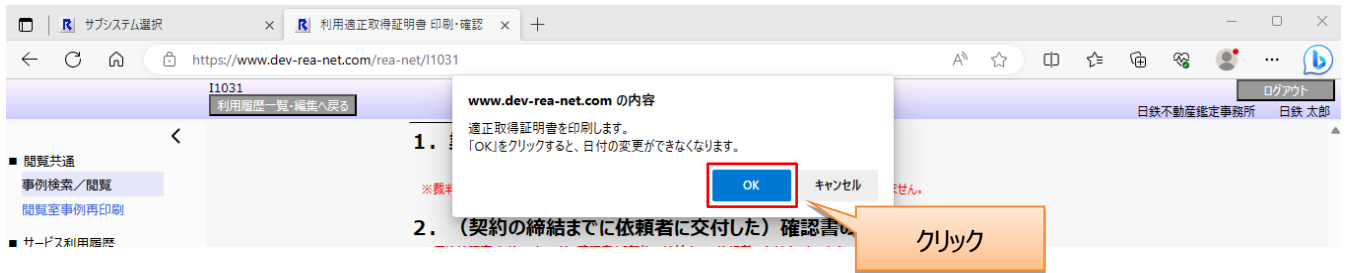 サブシステム選択
利用適正取得証明書 印刷・確認
https://www.dev-rea-net.com/rea-net/I1031
I1031
利用履歴一覧・編集へ戻る
ログアウト
日鉄不動産鑑定事務所 日鉄 太郎
www.dev-rea-net.com の内容
適正取得証明書を印刷します。
「OK」をクリックすると、日付の変更ができなくなります。
OK
キャンセル
クリック
■ 閲覧共通
事例検索／閲覧
閲覧室事例再印刷
■ サービス利用履歴
1.
※裁判
せん。
2. （契約の締結までに依頼者に交付した）確認書の